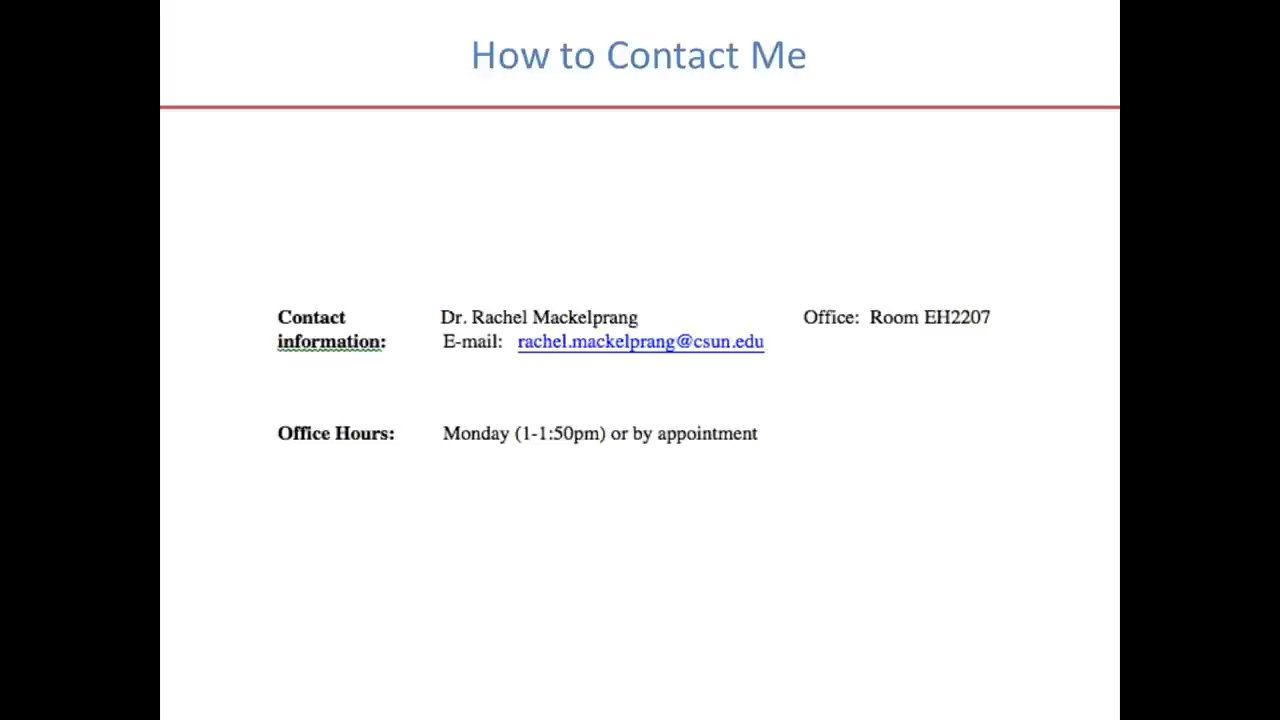 How to Contact Me
Contact Dr. Rachel Mackelprang Office: Room EH2207
information: E-mail: rachel.mackelprang@csun.edu
Office Hours: Monday (1-1:50pm) or by appointment